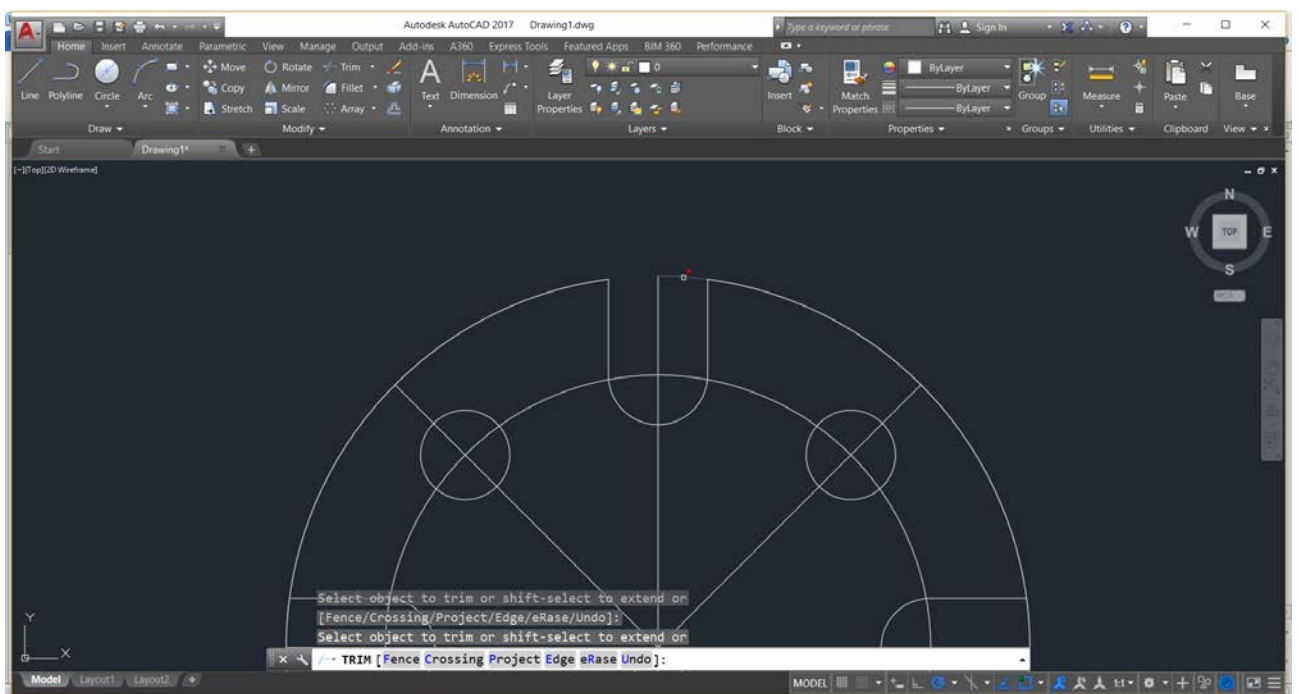 Autodesk AutoCAD 2017 Drawing1.dwg Type a keyword or phrase Sign In
Home Insert Annotate Parametric View Manage Output Add-ins A360 Express Tools Featured Apps BIM 360 Performance
Move Rotate Trim
Copy Mirror Fillet
Stretch Scale Array
Line Polyline Circle Arc
Text Dimension
Layer Properties
0
Insert
Match Properties
ByLayer
ByLayer
ByLayer
Group
Measure
Paste
Base
Draw Modify Annotation Layers Block Properties Groups Utilities Clipboard View
Start Drawing1*
[−][Top][2D Wireframe]
N
W TOP E
S
WCS
Select object to trim or shift-select to extend or
[Fence/Crossing/Project/Edge/eRase/Undo]:
Select object to trim or shift-select to extend or
TRIM [Fence Crossing Project Edge eRase Undo]:
Y
X
Model Layout1 Layout2 +
MODEL 1:1